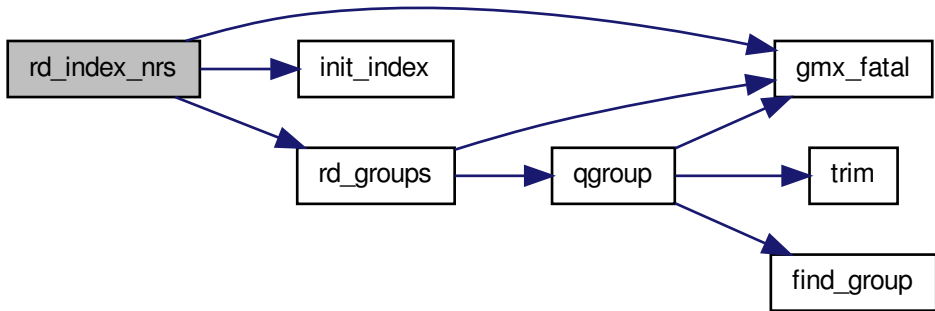 rd_index_nrs
init_index
gmx_fatal
rd_groups
qgroup
trim
find_group